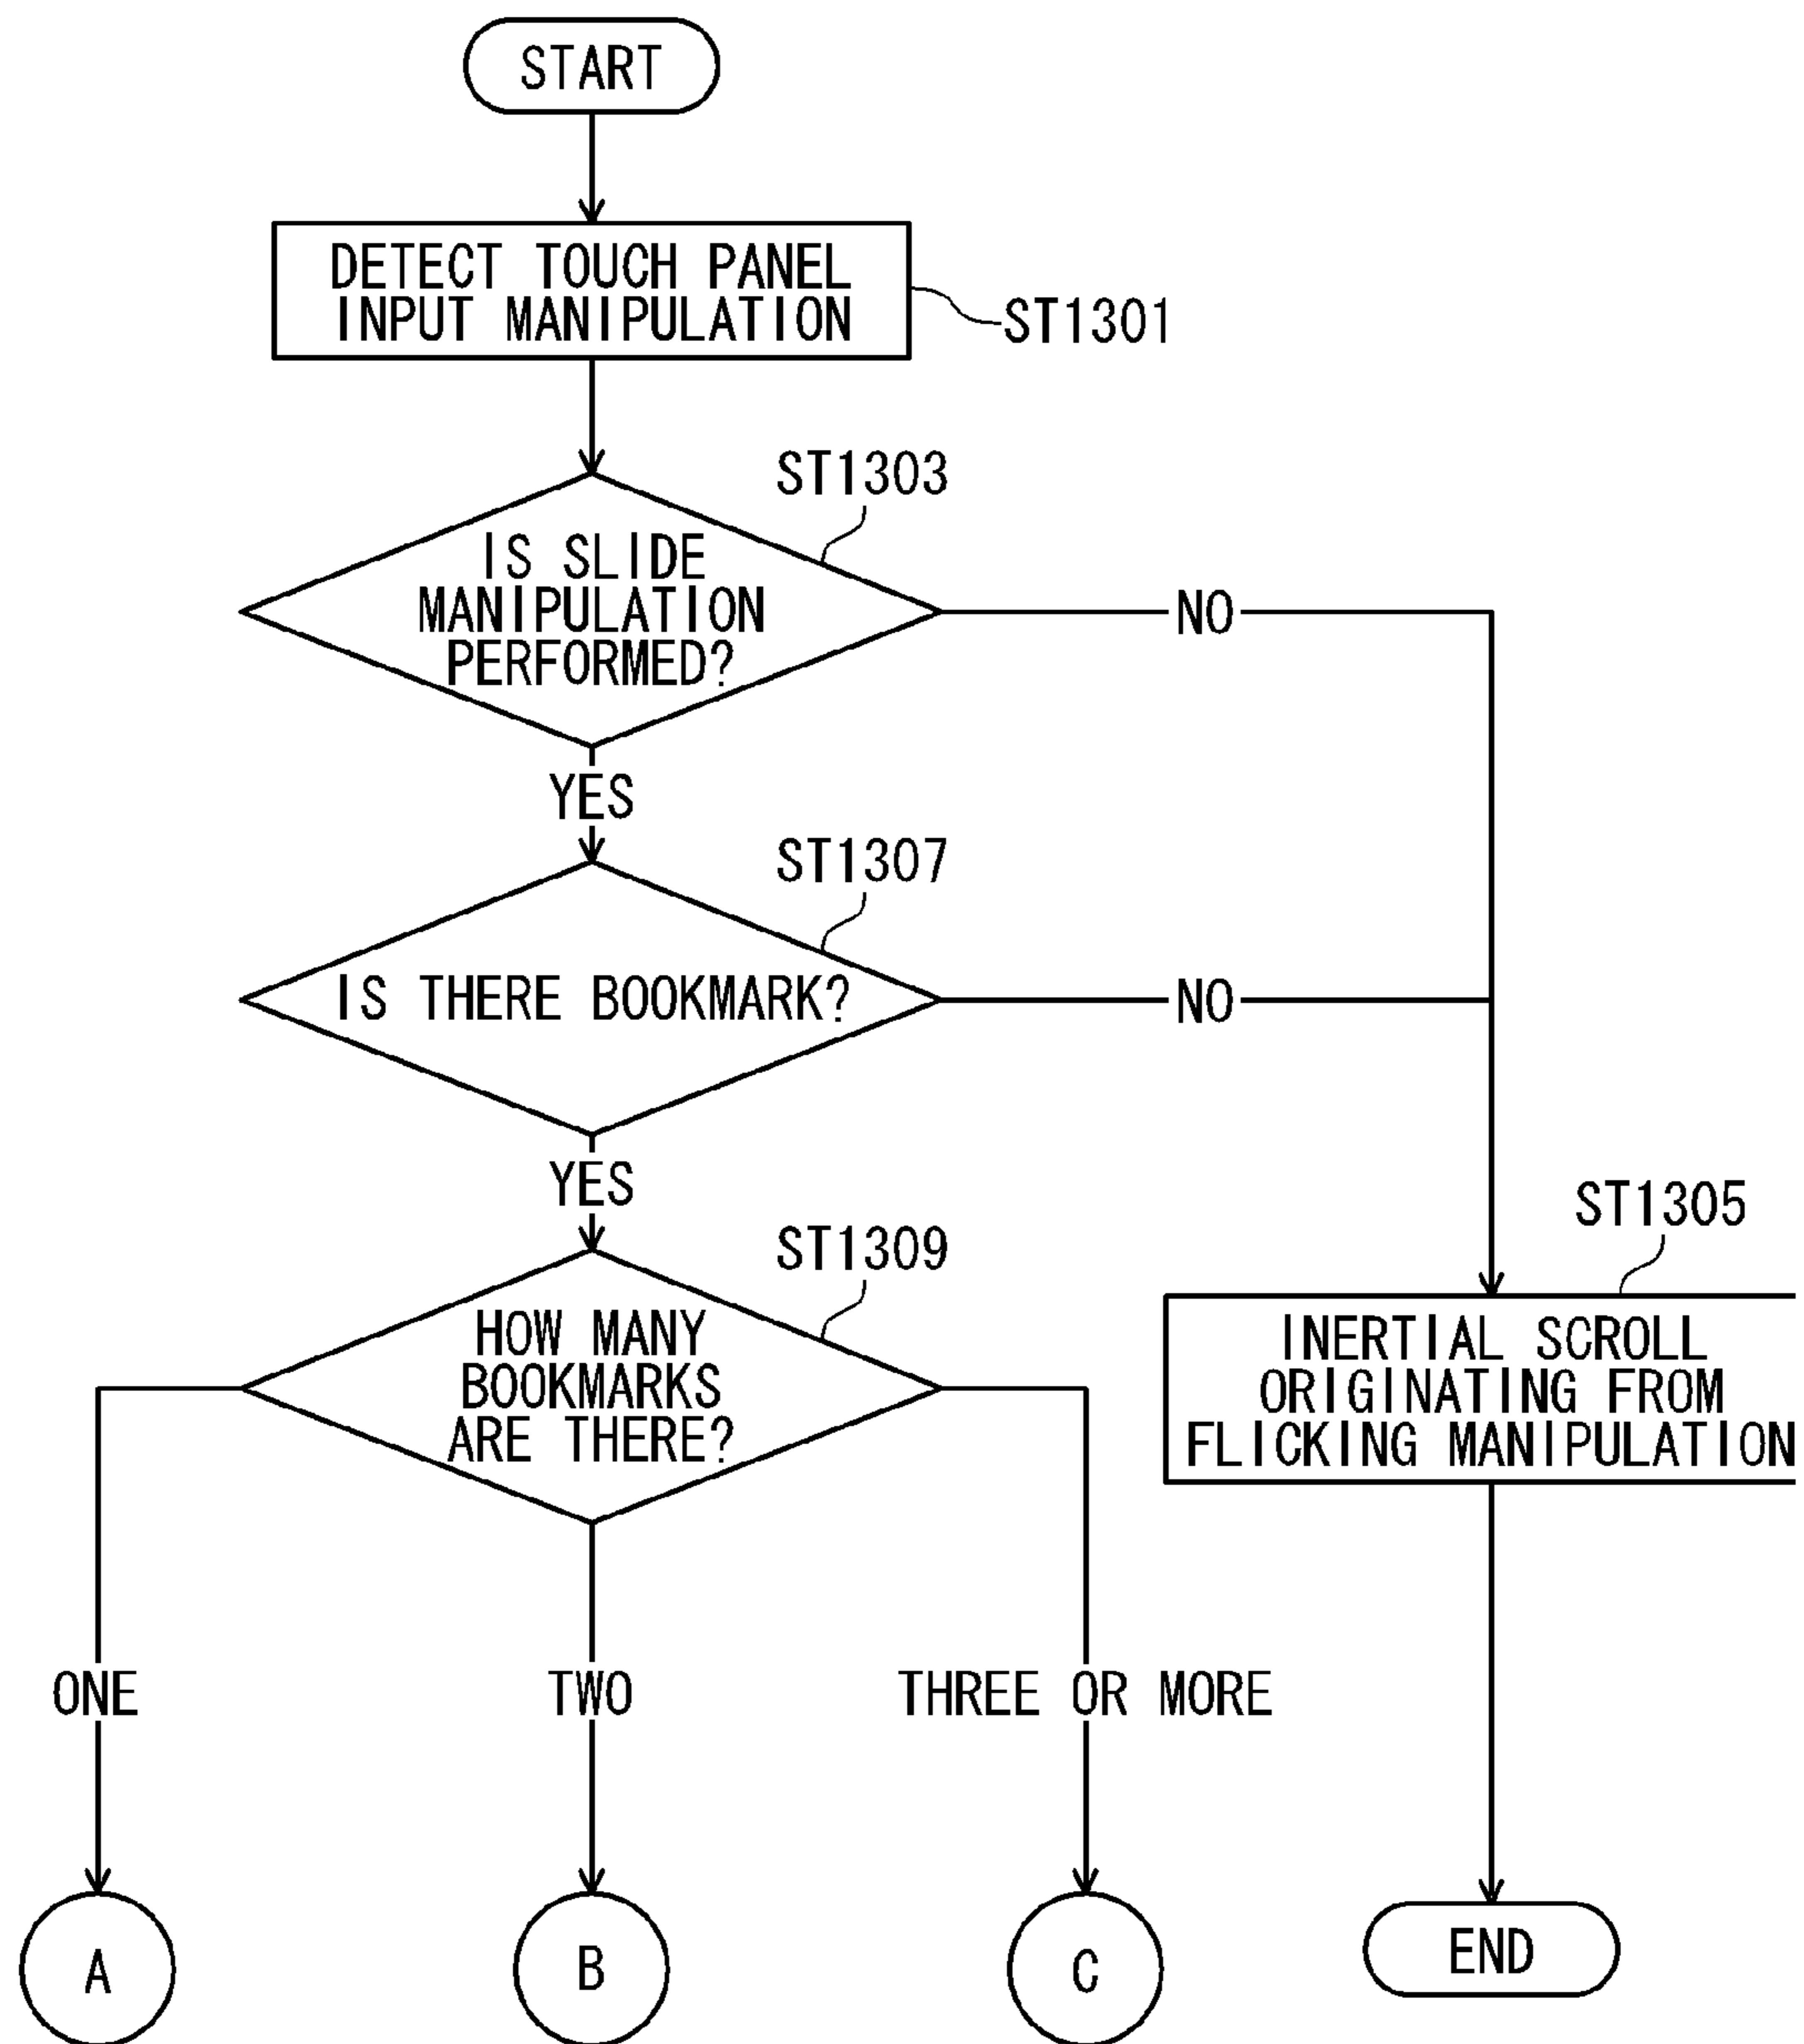 START
DETECT TOUCH PANEL
INPUT MANIPULATION
ST1301
ST1303
IS SLIDE
MANIPULATION
PERFORMED?
NO
YES
ST1307
IS THERE BOOKMARK?
NO
YES
ST1309
HOW MANY
BOOKMARKS
ARE THERE?
ST1305
INERTIAL SCROLL
ORIGINATING FROM
FLICKING MANIPULATION
ONE
TWO
THREE OR MORE
A
B
C
END